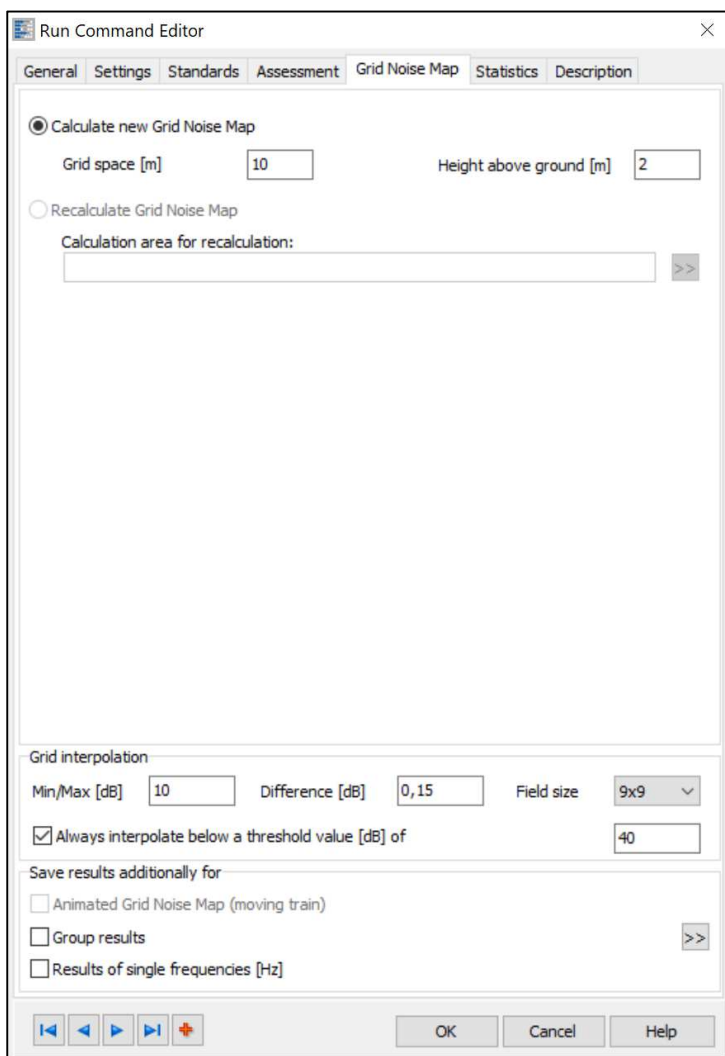 Run Command Editor
General Settings Standards Assessment Grid Noise Map Statistics Description
Calculate new Grid Noise Map
Grid space [m] 10 Height above ground [m] 2
Recalculate Grid Noise Map
Calculation area for recalculation:
>>
Grid interpolation
Min/Max [dB] 10 Difference [dB] 0,15 Field size 9x9
Always interpolate below a threshold value [dB] of 40
Save results additionally for
Animated Grid Noise Map (moving train)
Group results >>
Results of single frequencies [Hz]
OK Cancel Help